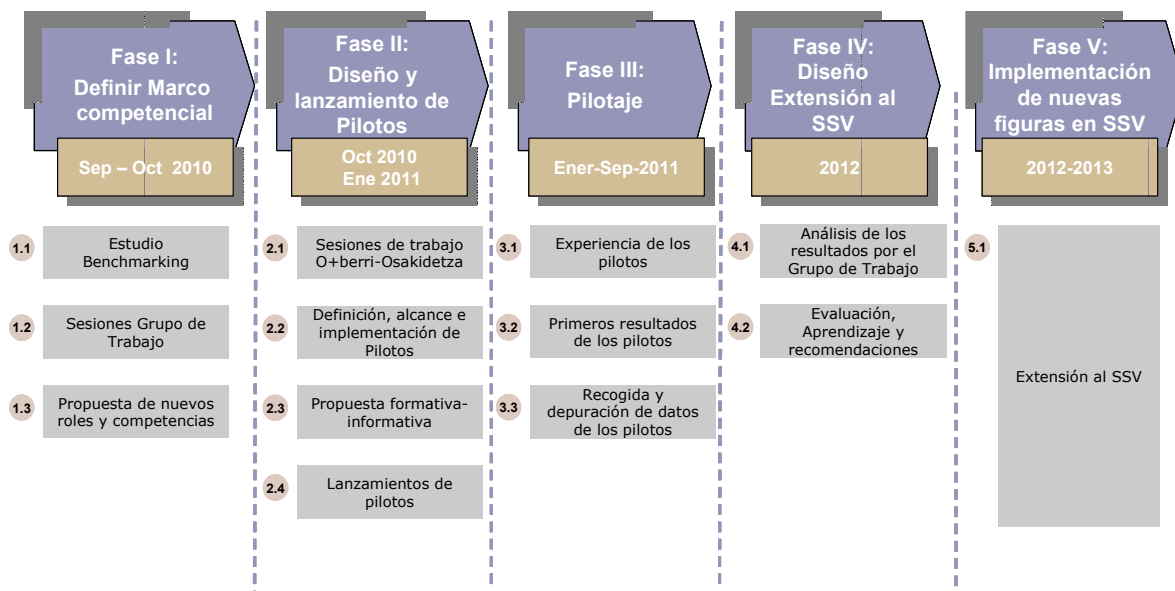 Fase I:
Definir Marco
competencial
Sep – Oct 2010
1.1
Estudio
Benchmarking
1.2
Sesiones Grupo de
Trabajo
1.3
Propuesta de nuevos
roles y competencias
Fase II:
Diseño y
lanzamiento de
Pilotos
Oct 2010
Ene 2011
2.1
Sesiones de trabajo
O+berri-Osakidetza
2.2
Definición, alcance e
implementación de
Pilotos
2.3
Propuesta formativa-
informativa
2.4
Lanzamientos de
pilotos
Fase III:
Pilotaje
Ener-Sep-2011
3.1
Experiencia de los
pilotos
3.2
Primeros resultados
de los pilotos
3.3
Recogida y
depuración de datos
de los pilotos
Fase IV:
Diseño
Extensión al
SSV
2012
4.1
Análisis de los
resultados por el
Grupo de Trabajo
4.2
Evaluación,
Aprendizaje y
recomendaciones
Fase V:
Implementación
de nuevas
figuras en SSV
2012-2013
5.1
Extensión al SSV